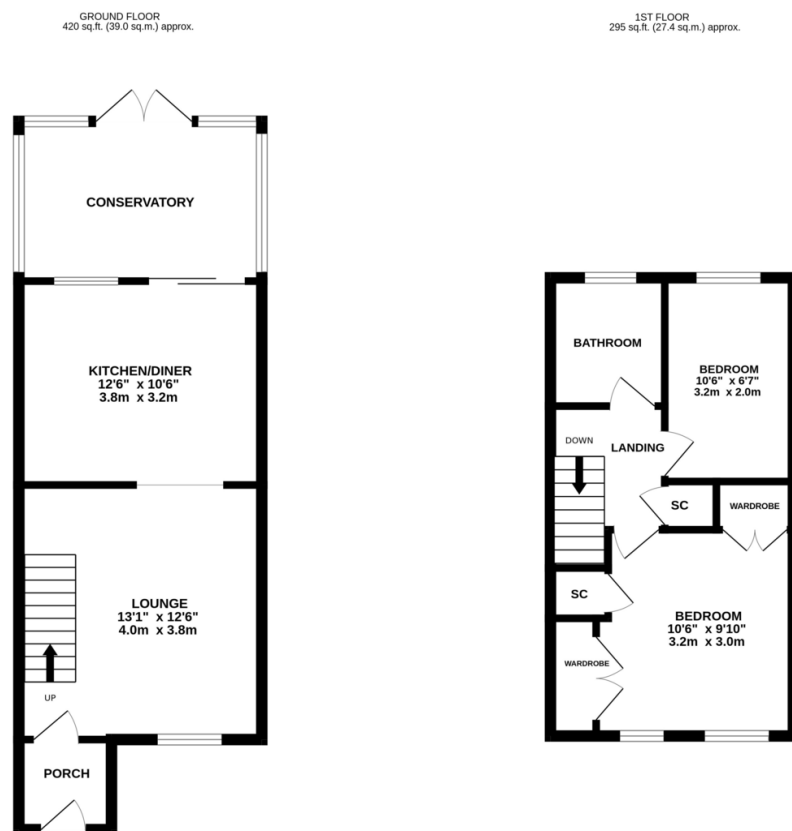 GROUND FLOOR
420 sq.ft. (39.0 sq.m.) approx.
CONSERVATORY
KITCHEN/DINER
12'6" x 10'6"
3.8m x 3.2m
LOUNGE
13'1" x 12'6"
4.0m x 3.8m
UP
PORCH
1ST FLOOR
295 sq.ft. (27.4 sq.m.) approx.
BATHROOM
BEDROOM
10'6" x 6'7"
3.2m x 2.0m
DOWN
LANDING
SC
WARDROBE
SC
BEDROOM
10'6" x 9'10"
3.2m x 3.0m
WARDROBE